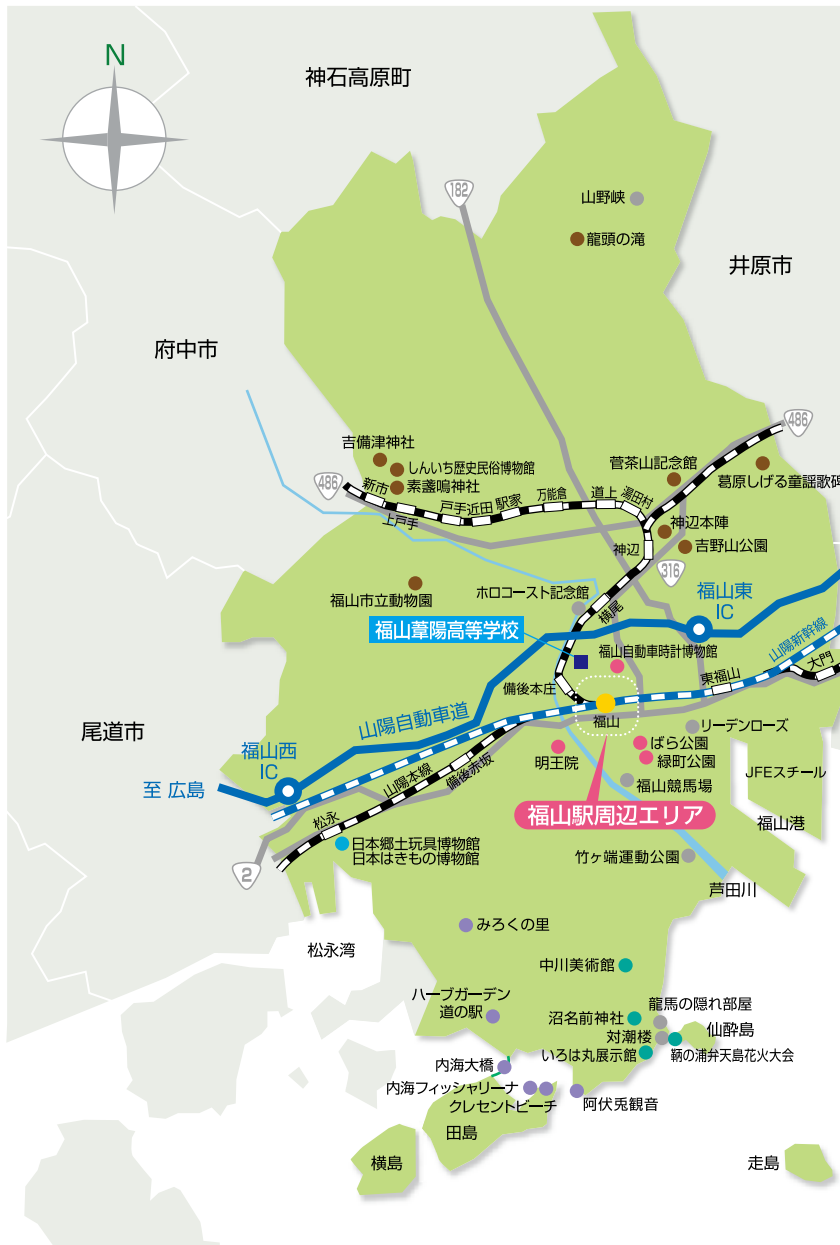 N
神石高原町
182
山野峡
龍頭の滝
井原市
府中市
486
吉備津神社
しんいち歴史民俗博物館
菅茶山記念館
486
新市
素盞嗚神社
葛原しげる童謡歌碑
上戸手
戸手
近田
駅家
万能倉
道上
湯田村
神辺本陣
神辺
吉野山公園
316
福山市立動物園
ホロコースト記念館
福山東
IC
横尾
福山葦陽高等学校
福山自動車時計博物館
山陽新幹線
大門
東福山
備後本庄
尾道市
山陽自動車道
福山
リーデンローズ
福山西
IC
明王院
ばら公園
緑町公園
備後赤坂
山陽本線
JFEスチール
至 広島
福山競馬場
福山駅周辺エリア
福山港
松永
日本郷土玩具博物館
日本はきもの博物館
竹ヶ端運動公園
2
芦田川
みろくの里
松永湾
中川美術館
ハーブガーデン
道の駅
龍馬の隠れ部屋
沼名前神社
仙酔島
対潮楼
いろは丸展示館
鞆の浦弁天島花火大会
内海大橋
内海フィッシャリーナ
クレセントビーチ
阿伏兎観音
田島
横島
走島